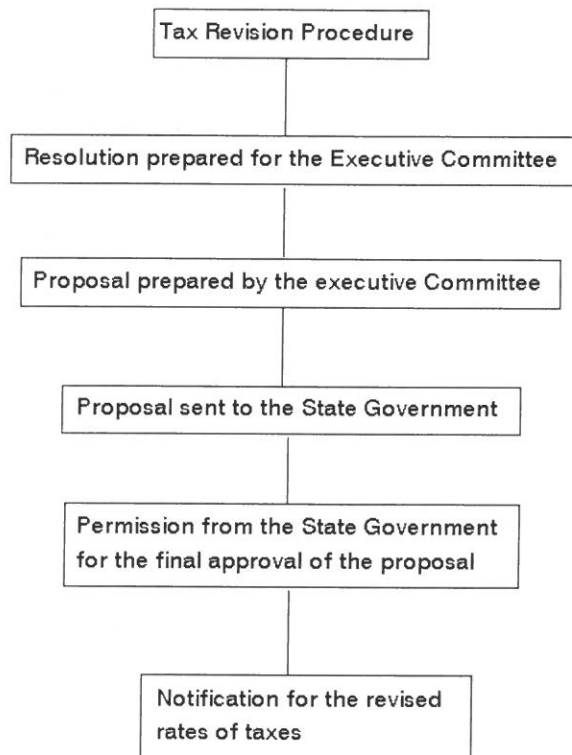 Tax Revision Procedure
Resolution prepared for the Executive Committee
Proposal prepared by the executive Committee
Proposal sent to the State Government
Permission from the State Government
for the final approval of the proposal
Notification for the revised
rates of taxes